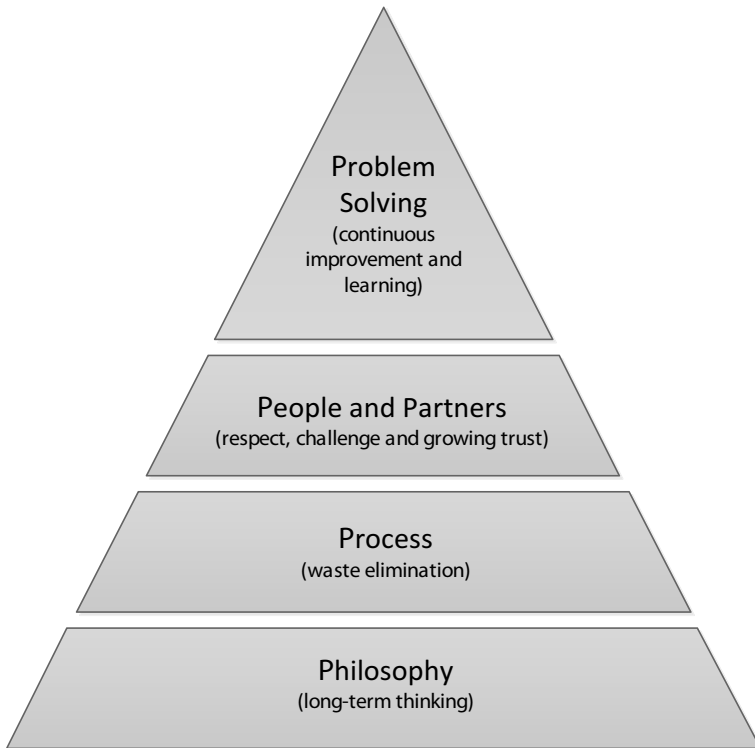 Problem
Solving
(continuous
improvement and
learning)
People and Partners
(respect, challenge and growing trust)
Process
(waste elimination)
Philosophy
(long-term thinking)